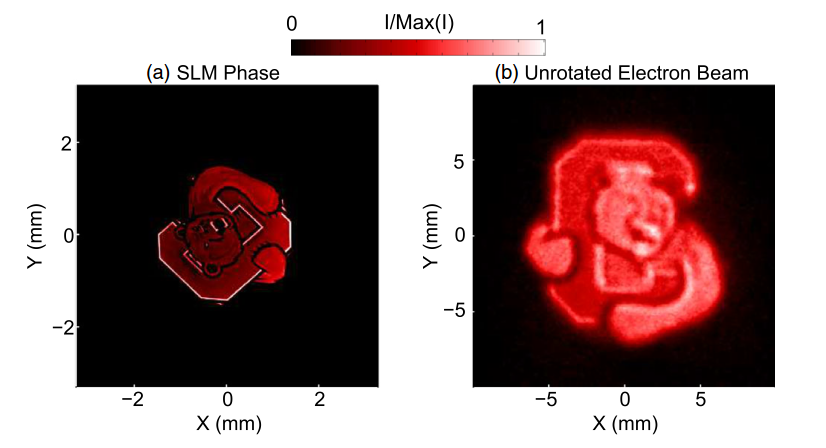 0 I/Max(I) 1
(a) SLM Phase
(b) Unrotated Electron Beam
Y (mm)
2
0
−2
−2 0 2
X (mm)
Y (mm)
5
0
−5
−5 0 5
X (mm)